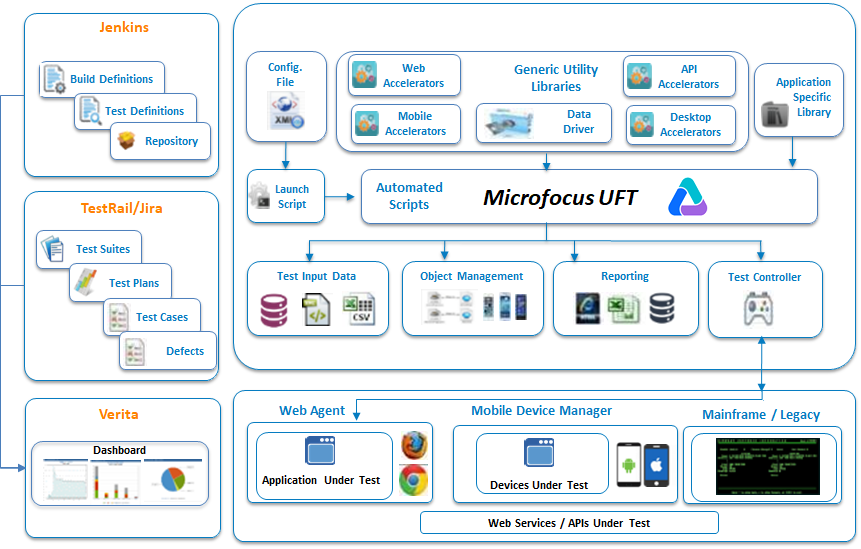 Jenkins
Build Definitions
Test Definitions
Repository
TestRail/Jira
Test Suites
Test Plans
Test Cases
Defects
Verita
Dashboard
Config.
File
XML
Launch
Script
Generic Utility
Libraries
Web
Accelerators
Mobile
Accelerators
Data
Driver
API
Accelerators
Desktop
Accelerators
Application
Specific
Library
Automated
Scripts
Microfocus UFT
Test Input Data
CSV
Object Management
Reporting
Test Controller
Web Agent
Application Under Test
Mobile Device Manager
Devices Under Test
Mainframe / Legacy
Web Services / APIs Under Test